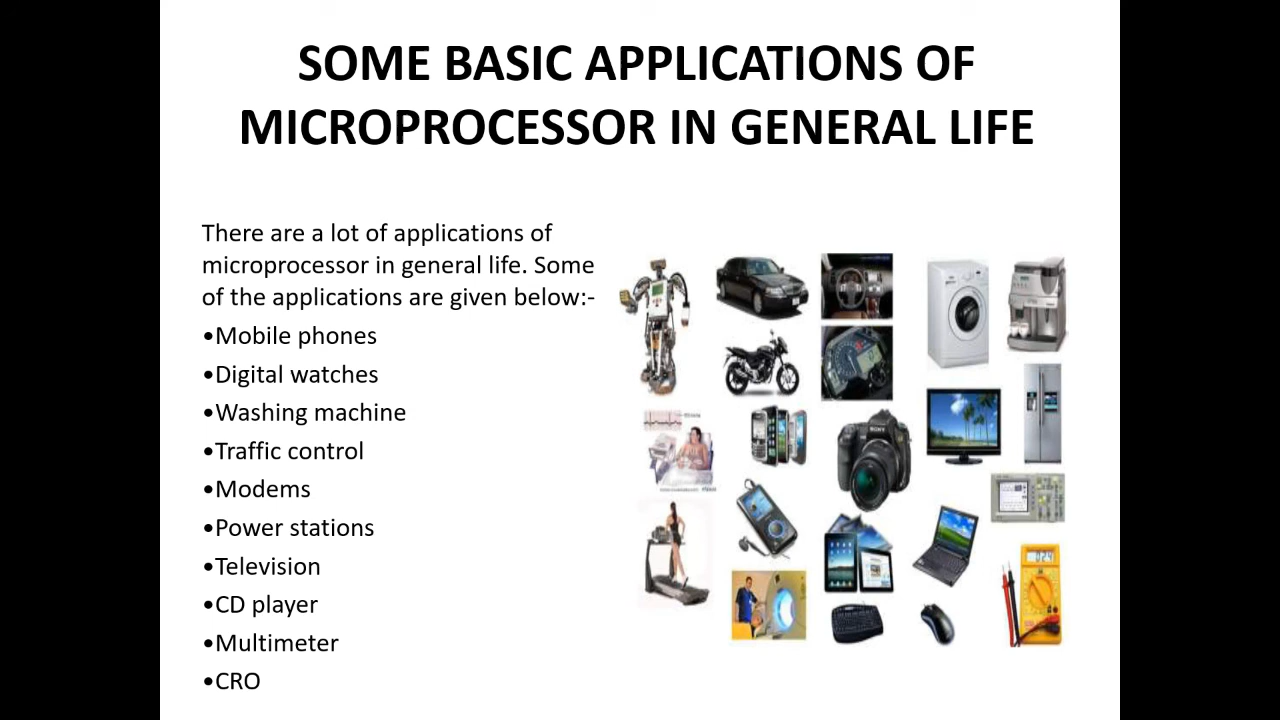 SOME BASIC APPLICATIONS OF
MICROPROCESSOR IN GENERAL LIFE
There are a lot of applications of
microprocessor in general life. Some
of the applications are given below:-
•Mobile phones
•Digital watches
•Washing machine
•Traffic control
•Modems
•Power stations
•Television
•CD player
•Multimeter
•CRO
SONY